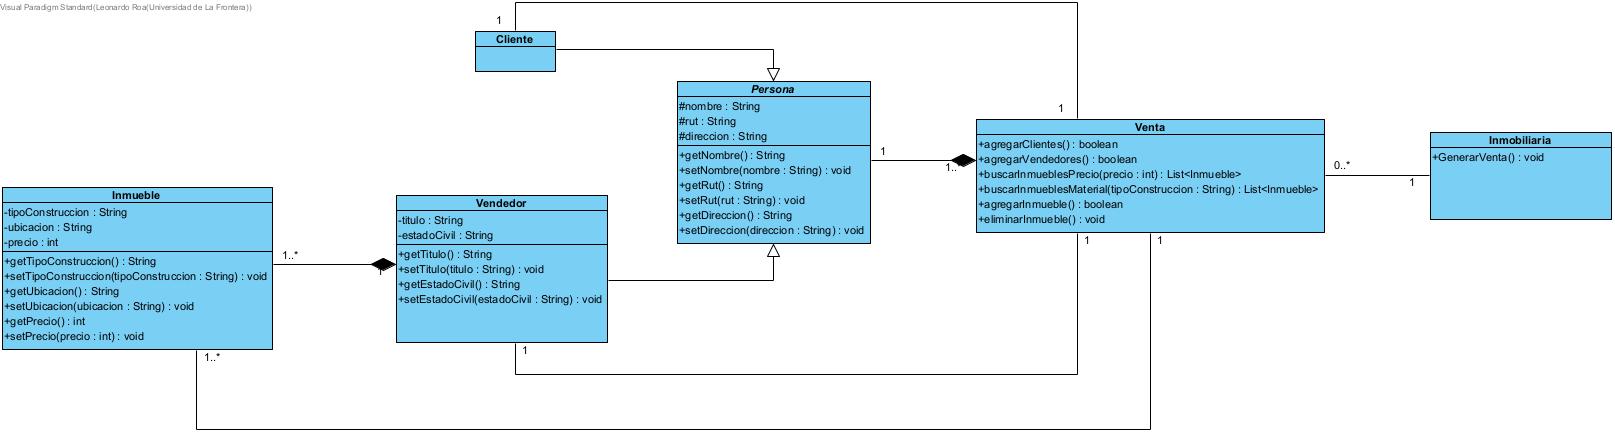 Visual Paradigm Standard(Leonardo Roa(Universidad de La Frontera))
1
Cliente
Persona
#nombre : String
#rut : String
#direccion : String
+getNombre() : String
+setNombre(nombre : String) : void
+getRut() : String
+setRut(rut : String) : void
+getDireccion() : String
+setDireccion(direccion : String) : void
1
1..
1
Venta
+agregarClientes() : boolean
+agregarVendedores() : boolean
+buscarInmueblesPrecio(precio : int) : List<Inmueble>
+buscarInmueblesMaterial(tipoConstruccion : String) : List<Inmueble>
+agregarInmueble() : boolean
+eliminarInmueble() : void
0..*
1
Inmobiliaria
+GenerarVenta() : void
Inmueble
-tipoConstruccion : String
-ubicacion : String
-precio : int
+getTipoConstruccion() : String
+setTipoConstruccion(tipoConstruccion : String) : void
+getUbicacion() : String
+setUbicacion(ubicacion : String) : void
+getPrecio() : int
+setPrecio(precio : int) : void
1..*
1
Vendedor
-titulo : String
-estadoCivil : String
+getTitulo() : String
+setTitulo(titulo : String) : void
+getEstadoCivil() : String
+setEstadoCivil(estadoCivil : String) : void
1
1
1
1..*